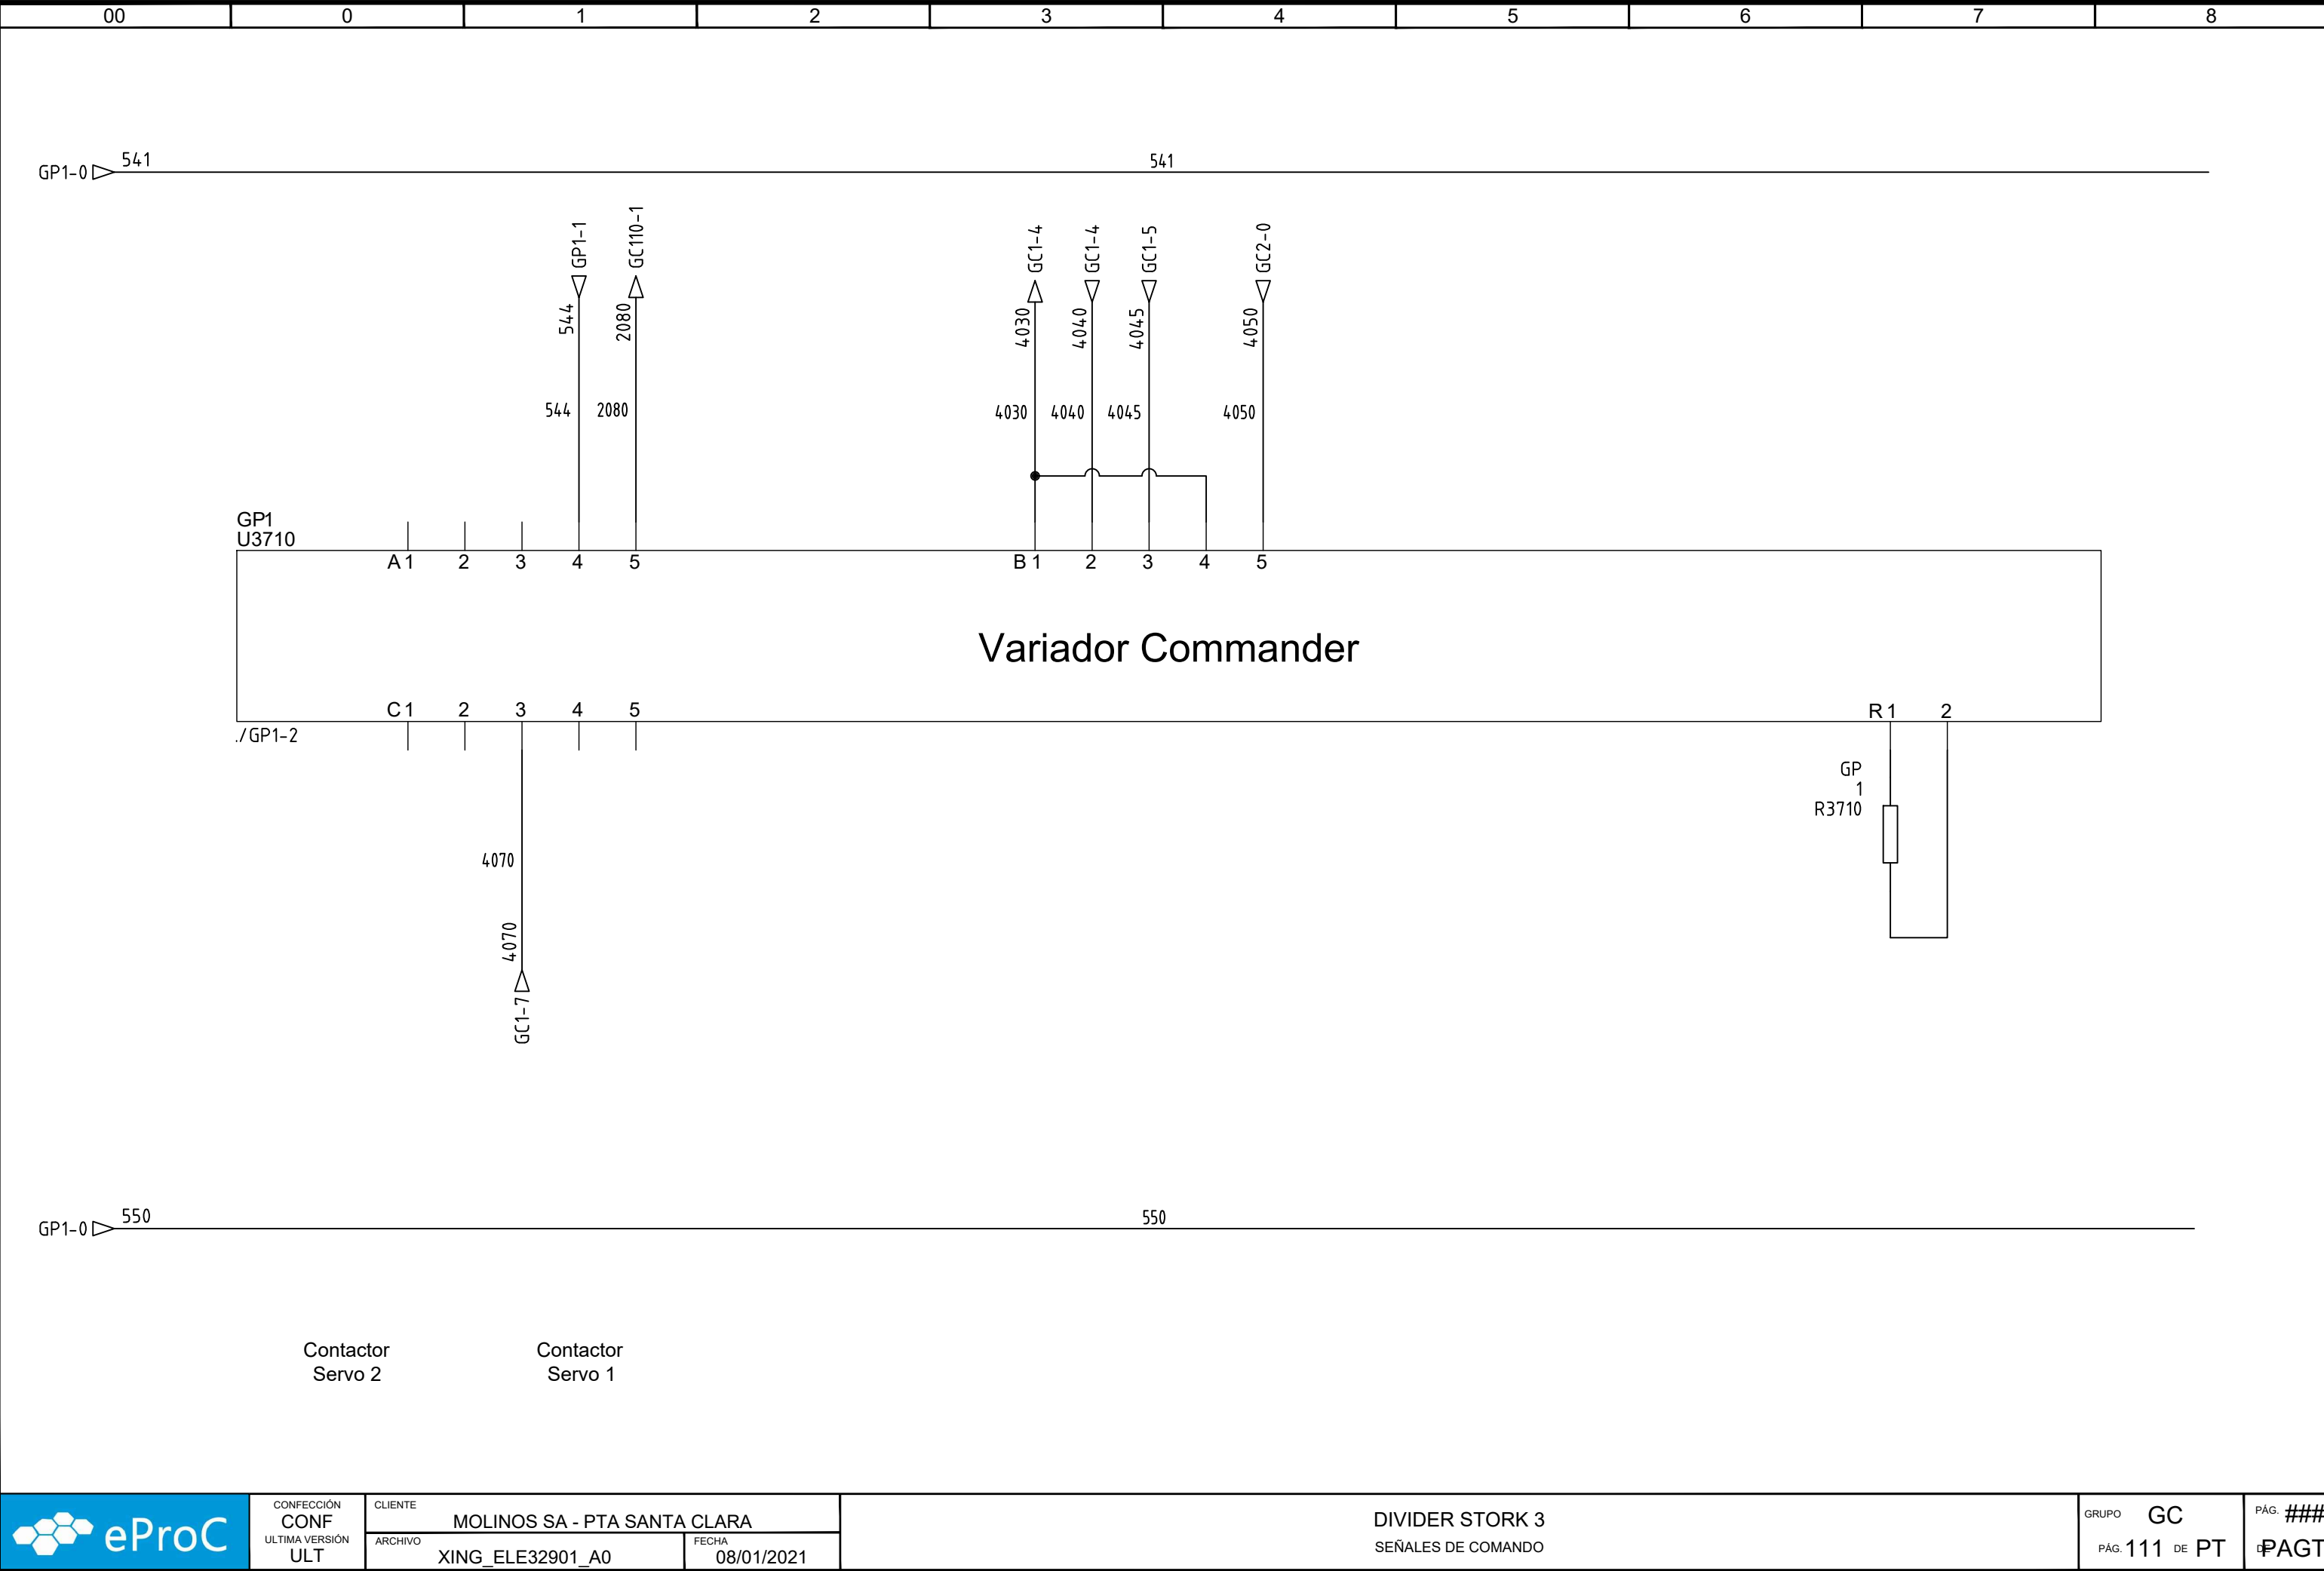 00 0 1 2 3 4 5 6 7 8
GP1-0 541 541
GP1-1 GC110-1 GC1-4 GC1-4 GC1-5 GC2-0
544 2080 4030 4040 4045 4050
544 2080 4030 4040 4045 4050
GP1
U3710
A 1 2 3 4 5 B 1 2 3 4 5
Variador Commander
C 1 2 3 4 5 R 1 2
./GP1-2
GP
1
R3710
4070
4070
GC1-7
GP1-0 550 550
Contactor
Servo 2
Contactor
Servo 1
eProC
CONFECCIÓN
CONF
ULTIMA VERSIÓN
ULT
CLIENTE
MOLINOS SA - PTA SANTA CLARA
ARCHIVO
XING_ELE32901_A0
FECHA
08/01/2021
DIVIDER STORK 3
SEÑALES DE COMANDO
GRUPO GC
PÁG. 111 DE PT
PÁG. ###
DE PAGT